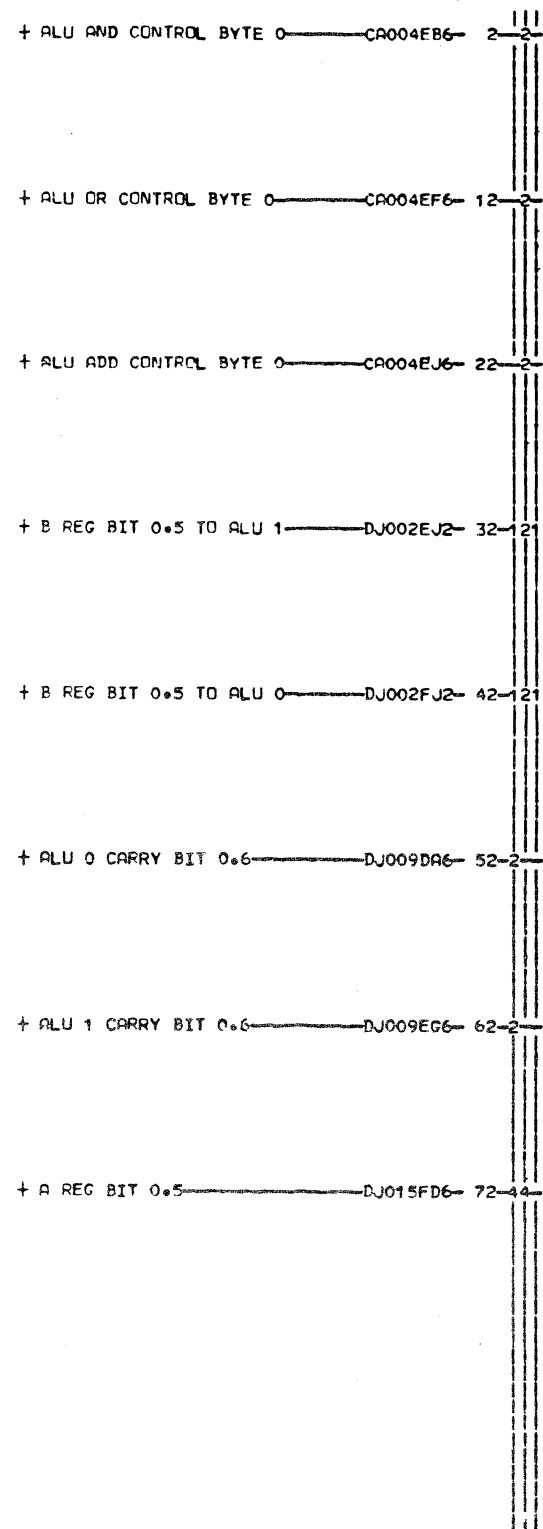 + ALU AND CONTROL BYTE 0 CA004EB6- 2-2-
+ ALU OR CONTROL BYTE 0 CA004EF6- 12-2-
+ ALU ADD CONTROL BYTE 0 CA004EJ6- 22-2-
+ B REG BIT 0.5 TO ALU 1 DJ002EJ2- 32-121
+ B REG BIT 0.5 TO ALU 0 DJ002FJ2- 42-121
+ ALU 0 CARRY BIT 0.6 DJ009DA6- 52-2-
+ ALU 1 CARRY BIT 0.6 DJ009EG6- 62-2-
+ A REG BIT 0.5 DJ015FD6- 72-44-